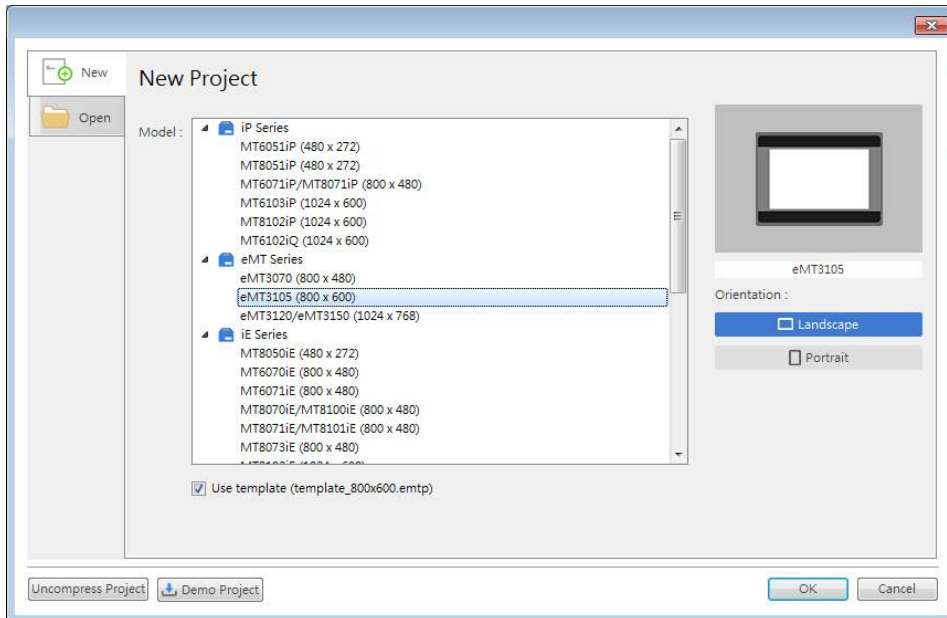 New
Open
New Project
Model :
iP Series
MT6051iP (480 x 272)
MT8051iP (480 x 272)
MT6071iP/MT8071iP (800 x 480)
MT6103iP (1024 x 600)
MT8102iP (1024 x 600)
MT6102iQ (1024 x 600)
eMT Series
eMT3070 (800 x 480)
eMT3105 (800 x 600)
eMT3120/eMT3150 (1024 x 768)
iE Series
MT8050iE (480 x 272)
MT6070iE (800 x 480)
MT6071iE (800 x 480)
MT8070iE/MT8100iE (800 x 480)
MT8071iE/MT8101iE (800 x 480)
MT8073iE (800 x 480)
eMT3105
Orientation :
Landscape
Portrait
Use template (template_800x600.emtp)
Uncompress Project
Demo Project
OK
Cancel